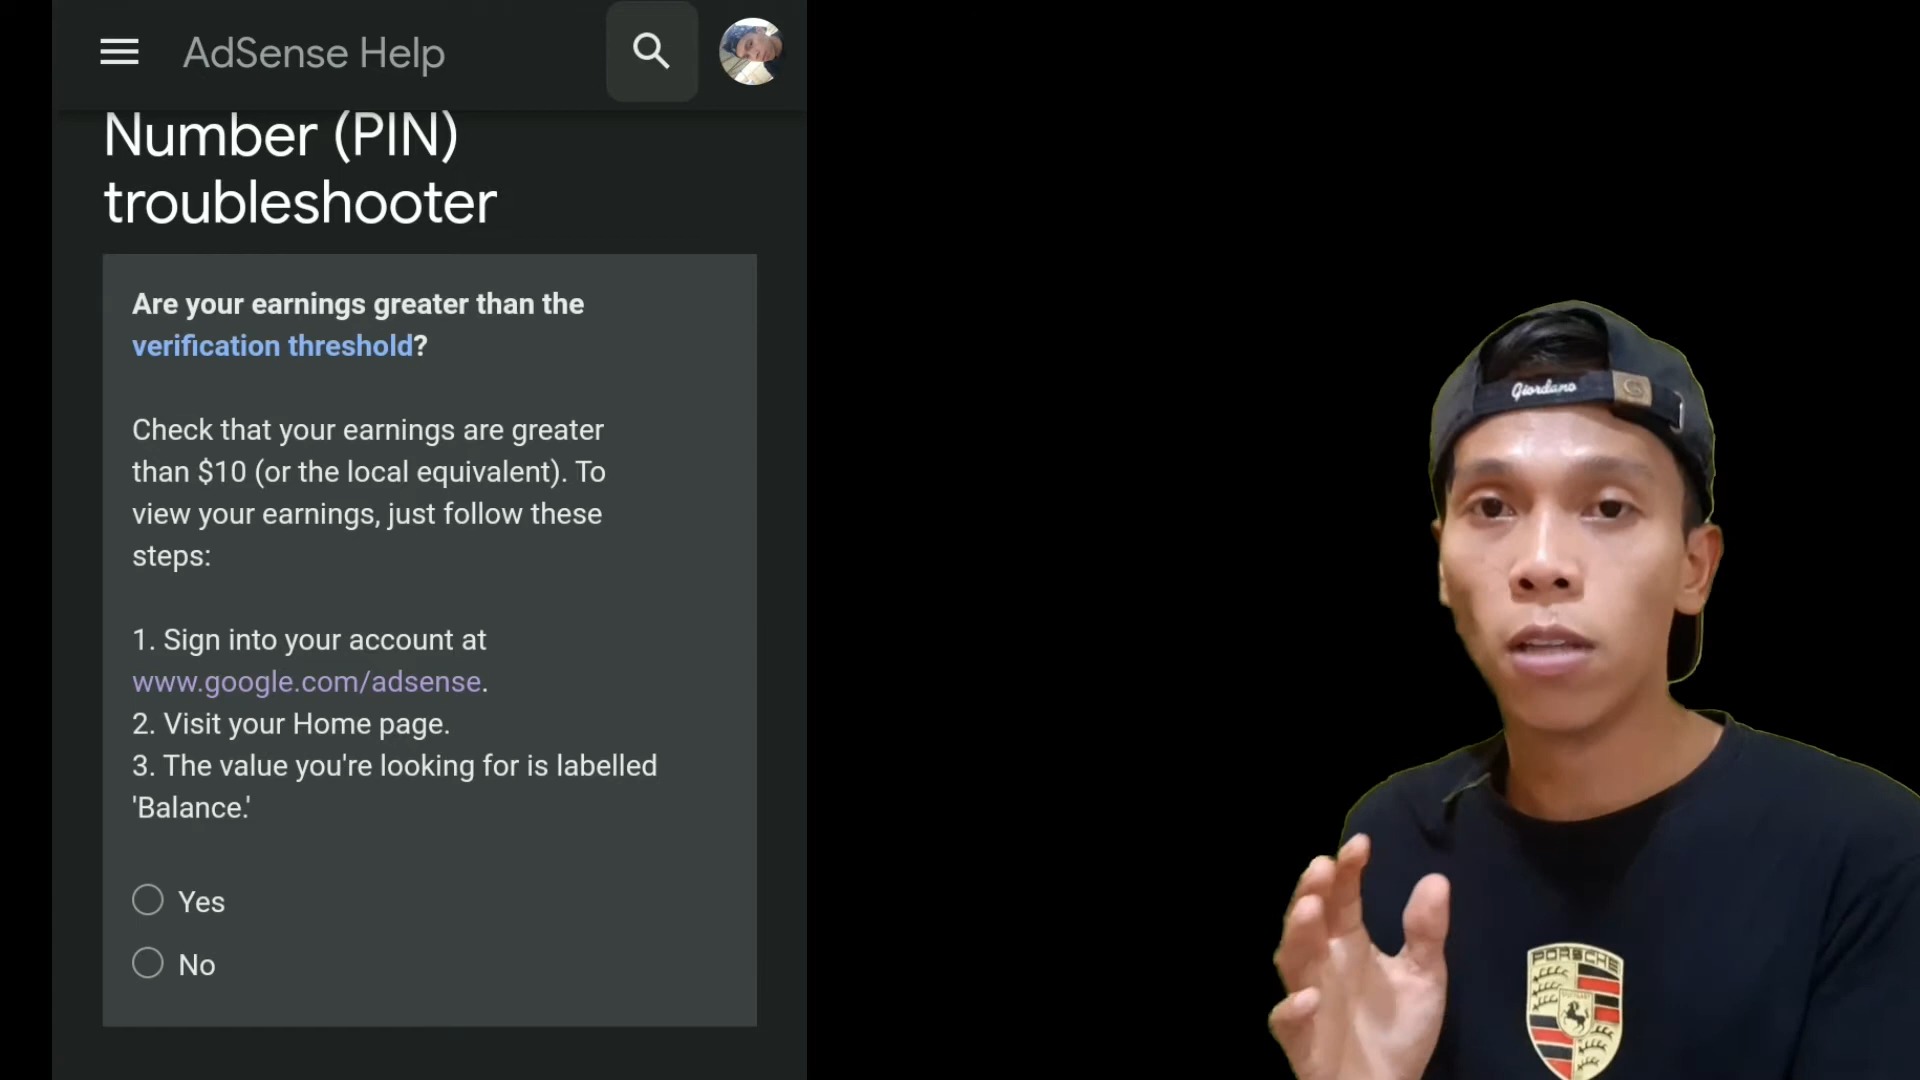 AdSense Help
Number (PIN)
troubleshooter
Are your earnings greater than the
verification threshold?
Check that your earnings are greater
than $10 (or the local equivalent). To
view your earnings, just follow these
steps:
1. Sign into your account at
www.google.com/adsense.
2. Visit your Home page.
3. The value you're looking for is labelled
'Balance.'
Yes
No
Giordano
PORSCHE